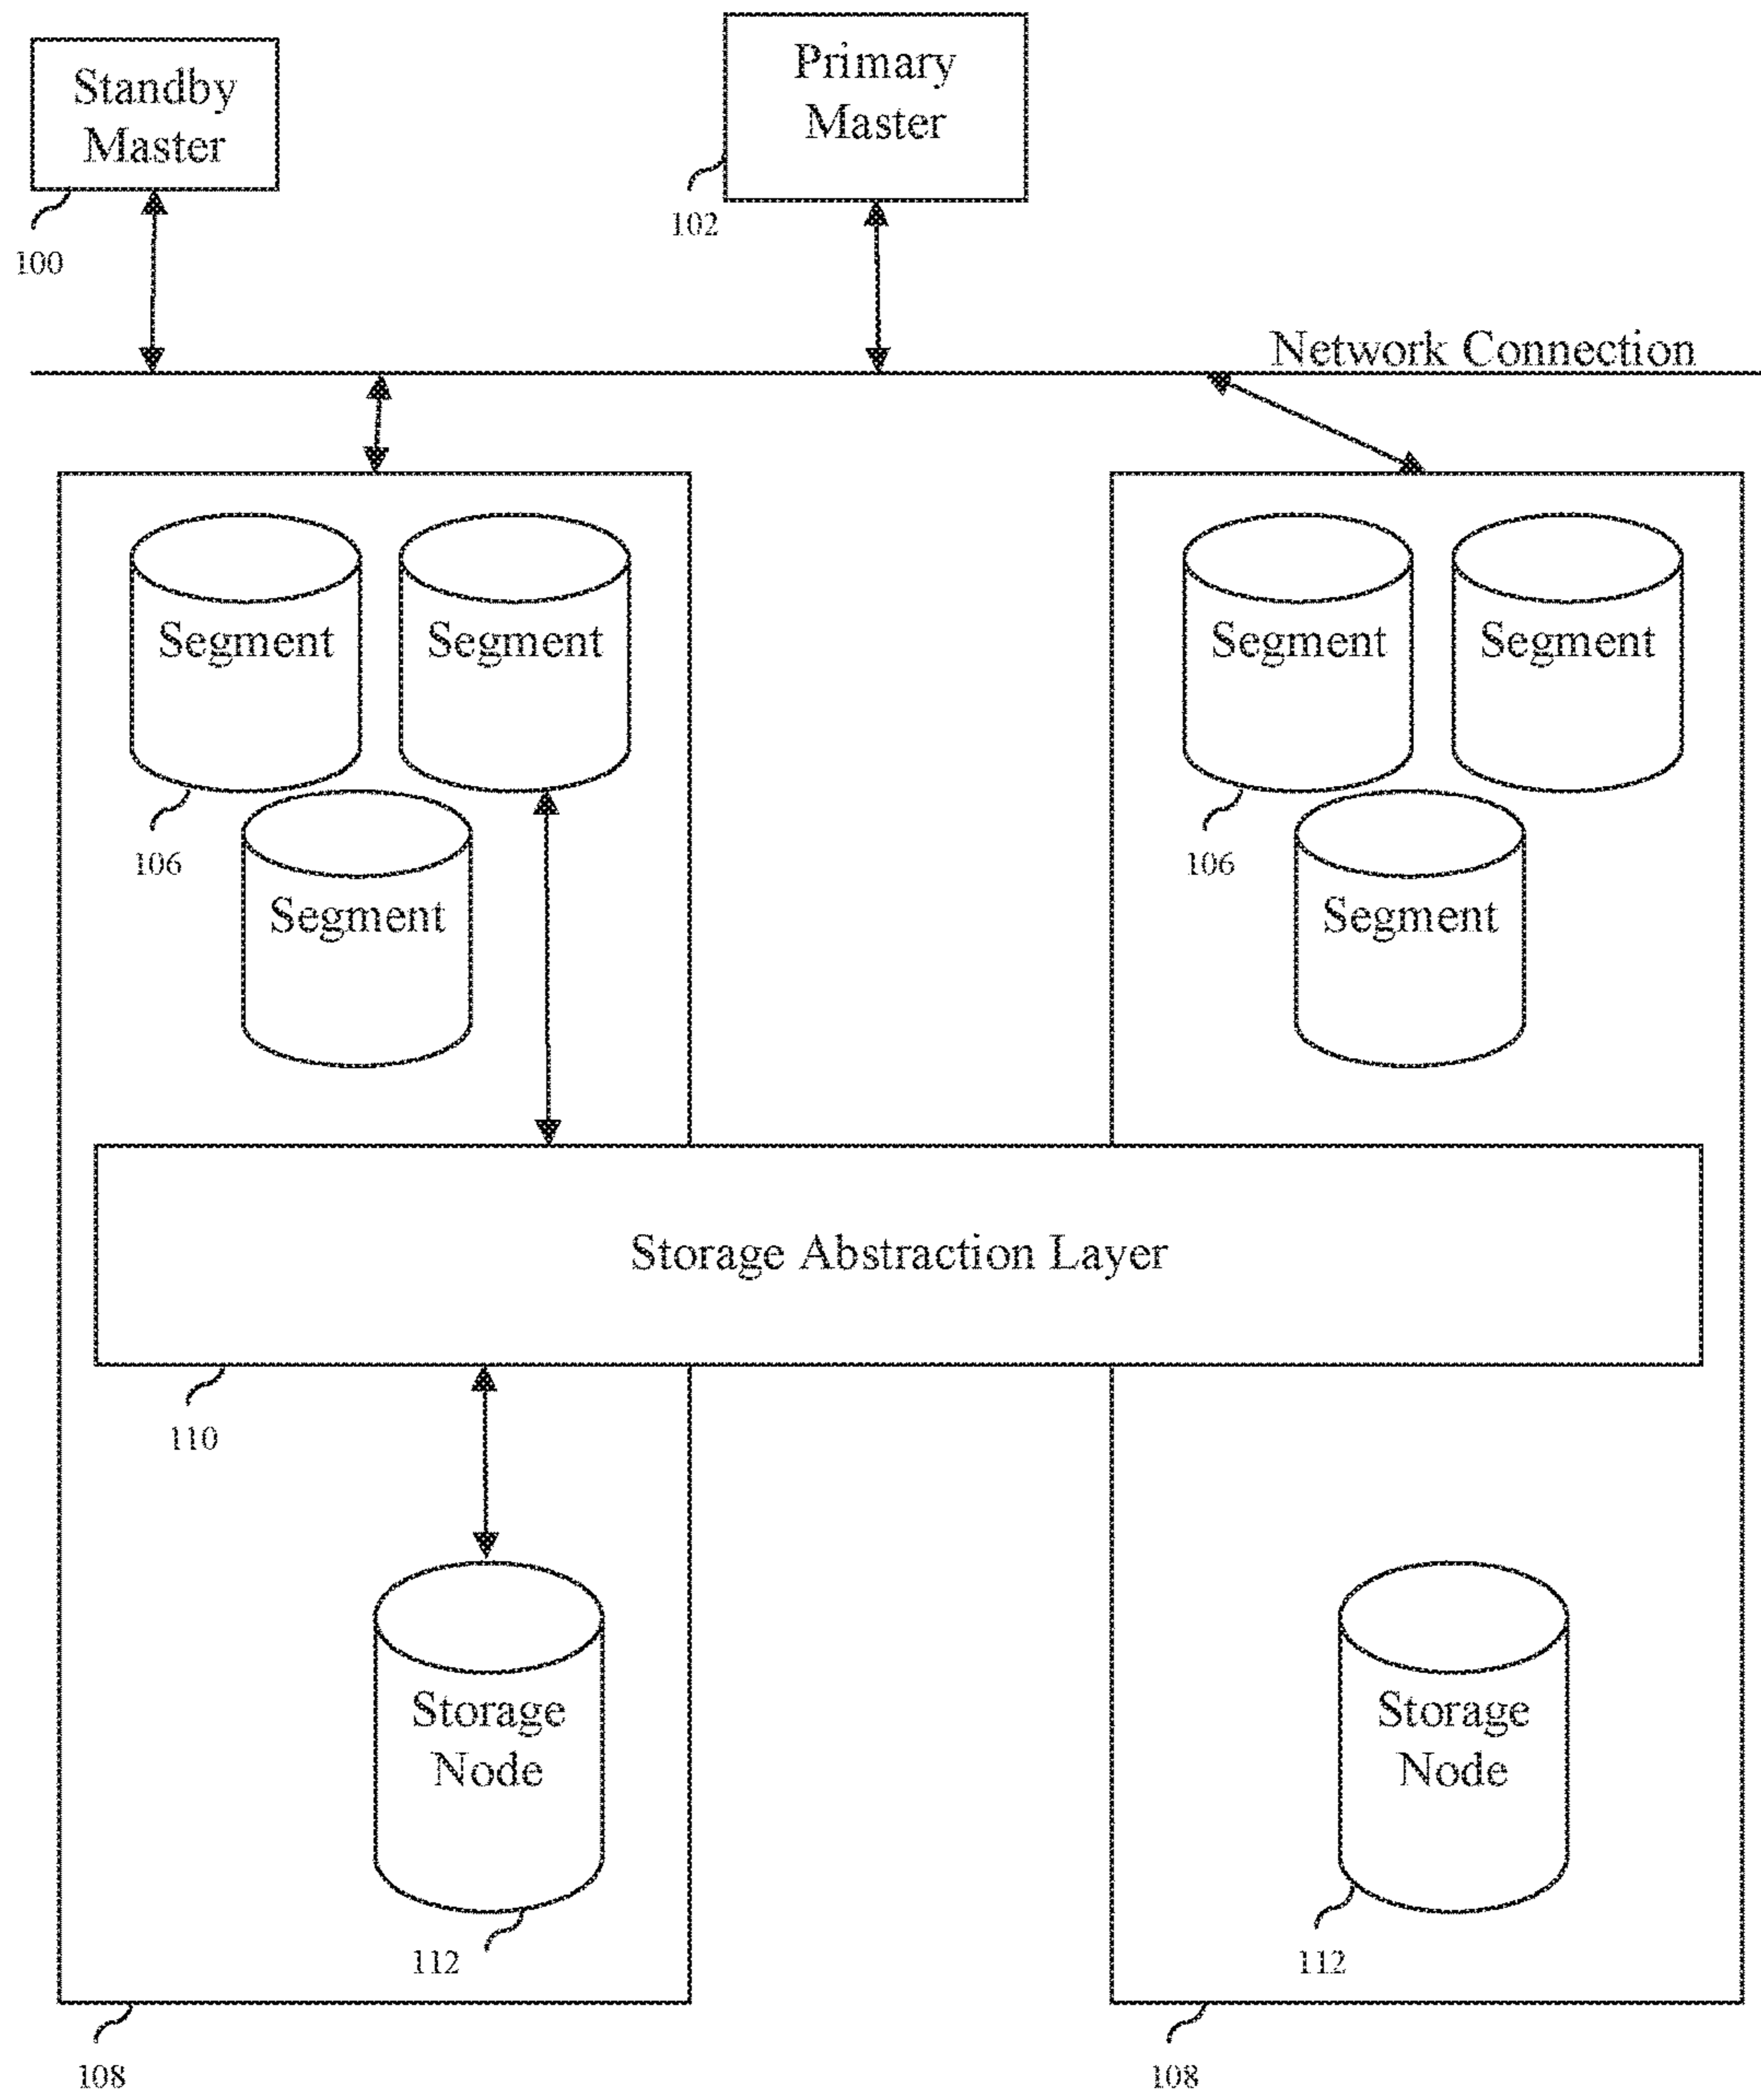 Standby
Master
100
Primary
Master
102
Network Connection
Segment
Segment
106
Segment
Segment
Segment
106
Segment
Storage Abstraction Layer
110
Storage
Node
112
Storage
Node
112
108
108